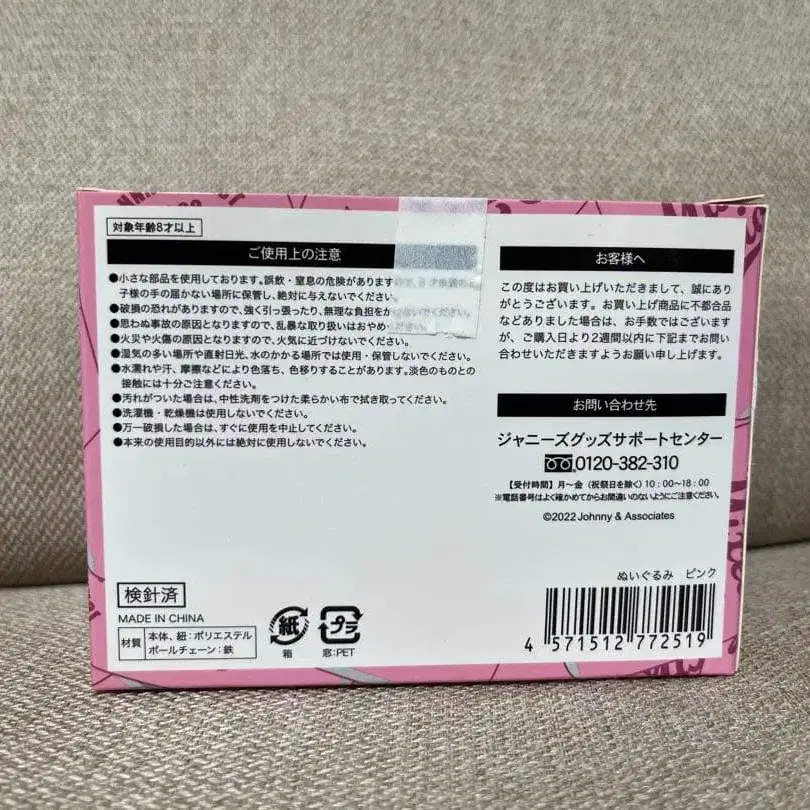 対象年齢8才以上
ご使用上の注意
●小さな部品を使用しております。誤飲・窒息の危険があります
子様の手の届かない場所に保管し、絶対に与えないでください。
●破損の恐れがありますので、強く引っ張ったり、無理な負担をかけないでください。
●思わぬ事故の原因となりますので、乱暴な取り扱いはおやめください。
●火災や火傷の原因となりますので、火気に近づけないでください。
●湿気の多い場所や直射日光、水のかかる場所では使用・保管しないでください。
●水濡れや汗、摩擦などにより色落ち、色移りすることがあります。淡色のものとの
接触には十分ご注意ください。
●汚れがついた場合は、中性洗剤をつけた柔らかい布で拭き取ってください。
●洗濯機・乾燥機は使用しないでください。
●万一破損した場合は、すぐに使用を中止してください。
●本来の使用目的以外には絶対に使用しないでください。
お客様へ
この度はお買い上げいただきまして、誠にあり
がとうございます。お買い上げ商品に不都合品
などありました場合は、お手数ではございます
が、ご購入日より2週間以内に下記までお問い
合わせいただきますようお願い申し上げます。
お問い合わせ先
ジャニーズグッズサポートセンター
0120-382-310
【受付時間】月〜金(祝祭日を除く)10:00〜18:00
※電話番号はよく確かめてからお間違いのないようにご注意ください。
©2022 Johnny & Associates
検針済
MADE IN CHINA
材質
本体、紐:ポリエステル
ボールチェーン:鉄
紙
箱
プラ
窓:PET
ぬいぐるみ ピンク
4 571512 772519